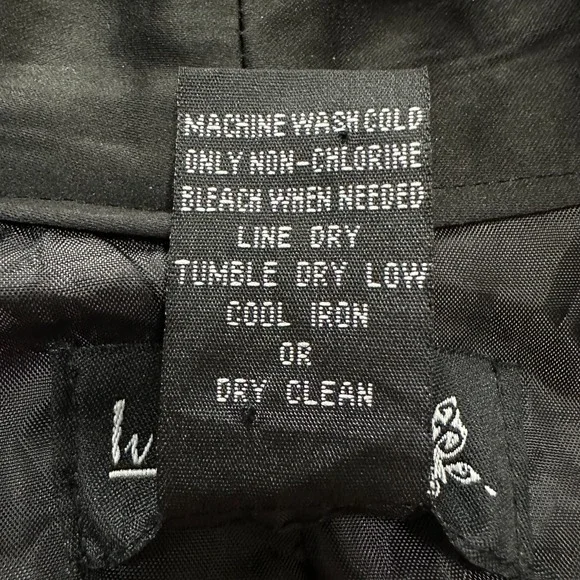 MACHINE WASH COLD
ONLY NON-CHLORINE
BLEACH WHEN NEEDED
LINE DRY
TUMBLE DRY LOW
COOL IRON
OR
DRY CLEAN